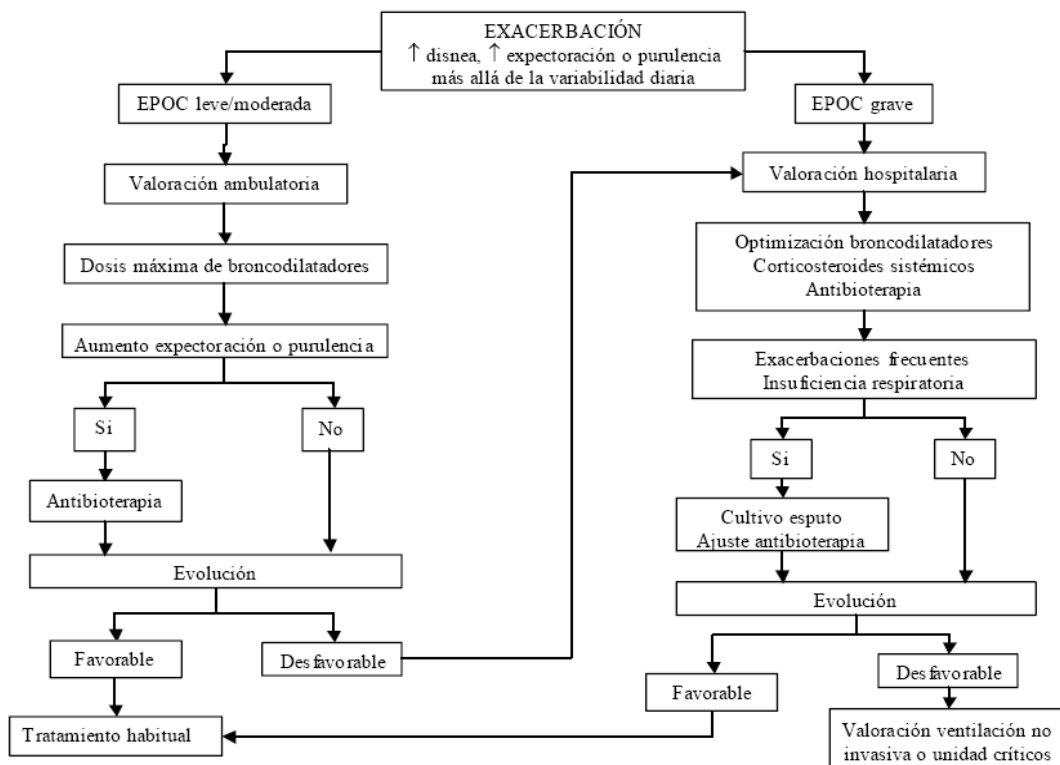 EXACERBACIÓN
↑ disnea, ↑ expectoración o purulencia
más allá de la variabilidad diaria
EPOC leve/moderada
EPOC grave
Valoración ambulatoria
Valoración hospitalaria
Dosis máxima de broncodilatadores
Optimización broncodilatadores
Corticosteroides sistémicos
Antibioterapia
Aumento expectoración o purulencia
Exacerbaciones frecuentes
Insuficiencia respiratoria
Si
No
Si
No
Antibioterapia
Cultivo esputo
Ajuste antibioterapia
Evolución
Evolución
Favorable
Desfavorable
Favorable
Desfavorable
Tratamiento habitual
Valoración ventilación no
invasiva o unidad críticos